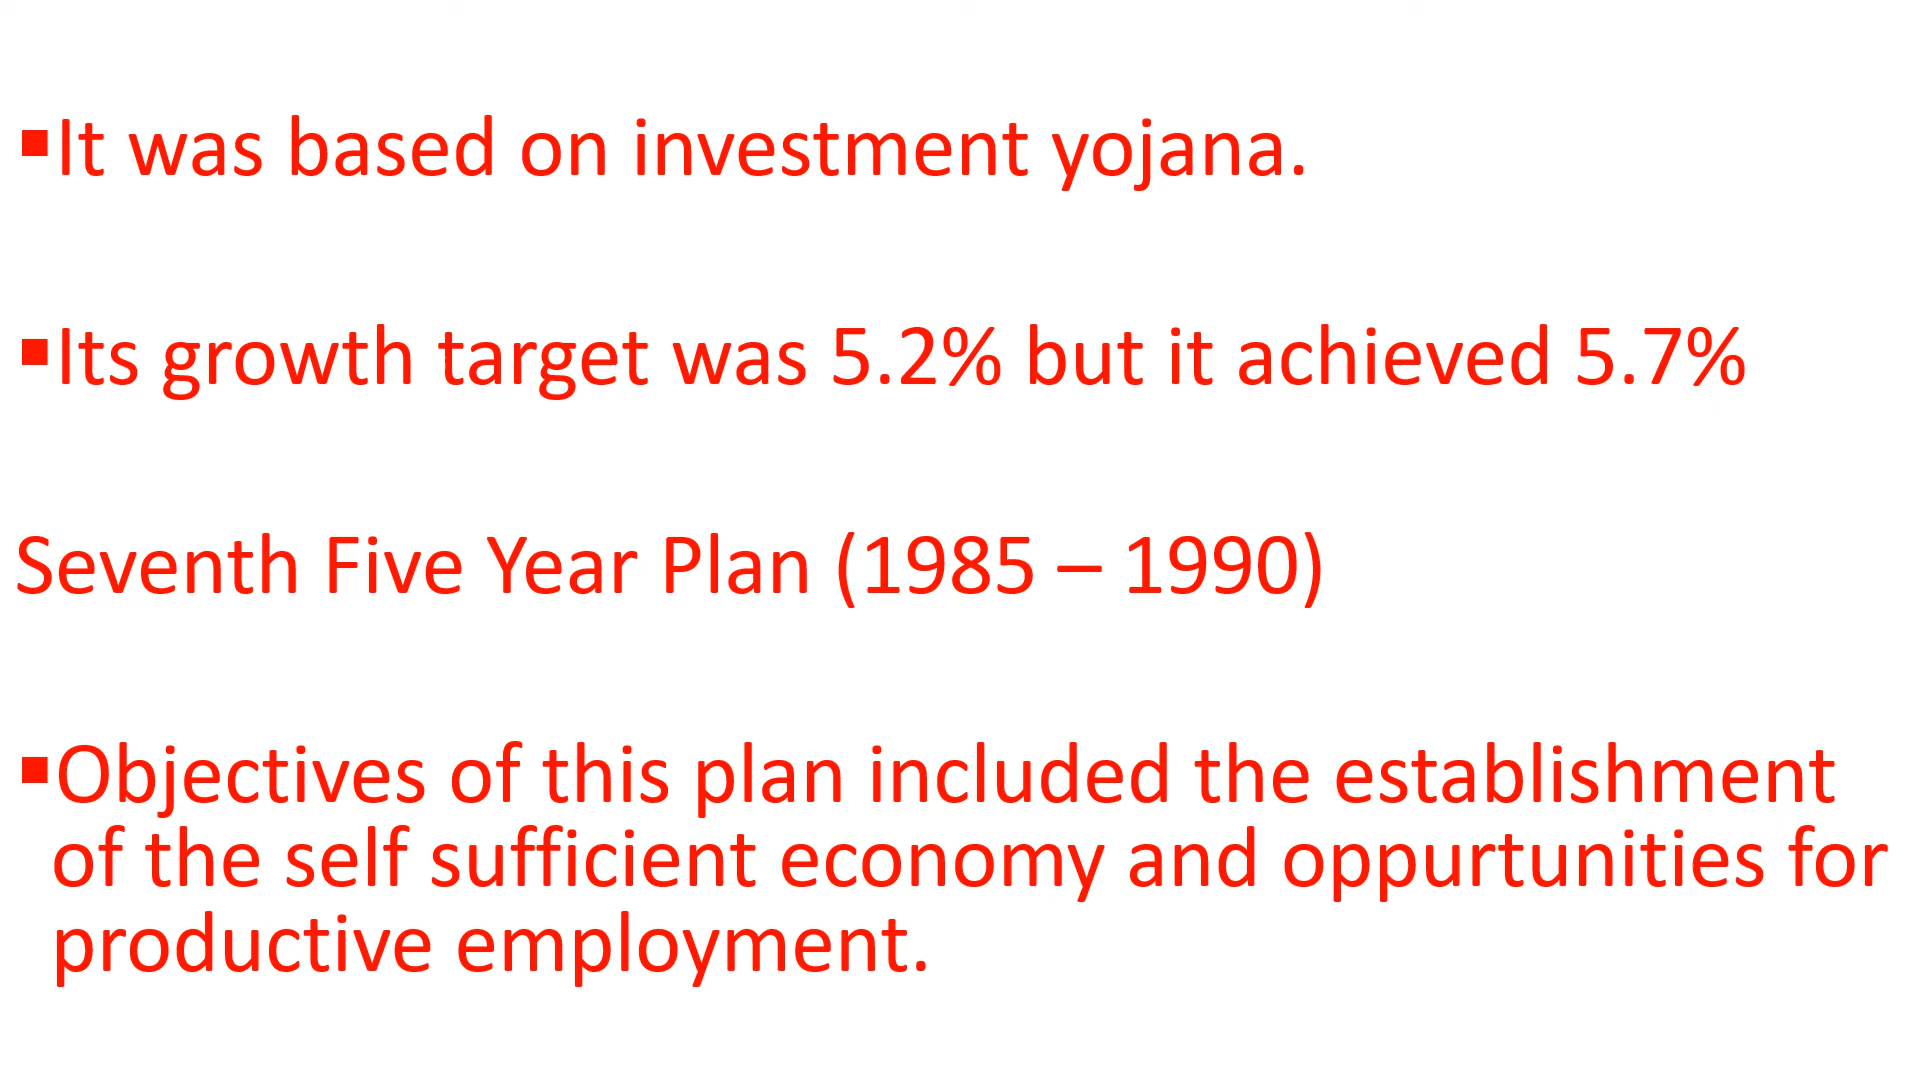 ▪It was based on investment yojana.
▪Its growth target was 5.2% but it achieved 5.7%
Seventh Five Year Plan (1985 – 1990)
▪Objectives of this plan included the establishment
of the self sufficient economy and oppurtunities for
productive employment.